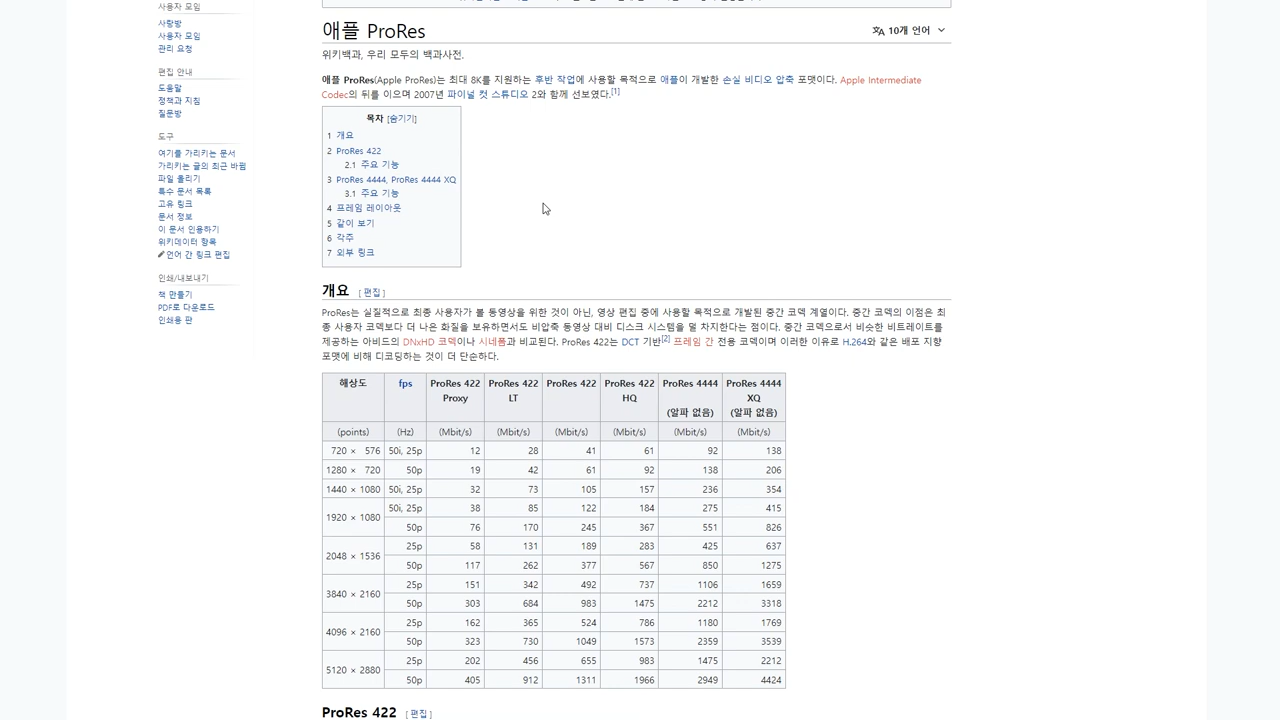 사용자 모임
사랑방
사용자 모임
관리 요청
편집 안내
도움말
정책과 지침
질문방
도구
여기를 가리키는 문서
가리키는 글의 최근 바뀜
파일 올리기
특수 문서 목록
고유 링크
문서 정보
이 문서 인용하기
위키데이터 항목
언어 간 링크 편집
인쇄/내보내기
책 만들기
PDF로 다운로드
인쇄용 판
애플 ProRes
10개 언어
위키백과, 우리 모두의 백과사전.
애플 ProRes(Apple ProRes)는 최대 8K를 지원하는 후반 작업에 사용할 목적으로 애플이 개발한 손실 비디오 압축 포맷이다. Apple Intermediate
Codec의 뒤를 이으며 2007년 파이널 컷 스튜디오 2와 함께 선보였다.[1]
목차 [숨기기]
1 개요
2 ProRes 422
2.1 주요 기능
3 ProRes 4444, ProRes 4444 XQ
3.1 주요 기능
4 프레임 레이아웃
5 같이 보기
6 각주
7 외부 링크
개요 [편집]
ProRes는 실질적으로 최종 사용자가 볼 동영상을 위한 것이 아닌, 영상 편집 중에 사용할 목적으로 개발된 중간 코덱 계열이다. 중간 코덱의 이점은 최
종 사용자 코덱보다 더 나은 화질을 보유하면서도 비압축 동영상 대비 디스크 시스템을 덜 차지한다는 점이다. 중간 코덱으로서 비슷한 비트레이트를
제공하는 아비드의 DNxHD 코덱이나 시네폼과 비교된다. ProRes 422는 DCT 기반[2] 프레임 간 전용 코덱이며 이러한 이유로 H.264와 같은 배포 지향
포맷에 비해 디코딩하는 것이 더 단순하다.
해상도 fps ProRes 422 ProRes 422 ProRes 422 ProRes 422 ProRes 4444 ProRes 4444
Proxy LT HQ XQ
(알파 없음) (알파 없음)
(points) (Hz) (Mbit/s) (Mbit/s) (Mbit/s) (Mbit/s) (Mbit/s) (Mbit/s)
720 × 576 50i, 25p 12 28 41 61 92 138
1280 × 720 50p 19 42 61 92 138 206
1440 × 1080 50i, 25p 32 73 105 157 236 354
1920 × 1080 50i, 25p 38 85 122 184 275 415
50p 76 170 245 367 551 826
2048 × 1536 25p 58 131 189 283 425 637
50p 117 262 377 567 850 1275
3840 × 2160 25p 151 342 492 737 1106 1659
50p 303 684 983 1475 2212 3318
4096 × 2160 25p 162 365 524 786 1180 1769
50p 323 730 1049 1573 2359 3539
5120 × 2880 25p 202 456 655 983 1475 2212
50p 405 912 1311 1966 2949 4424
ProRes 422 [편집]